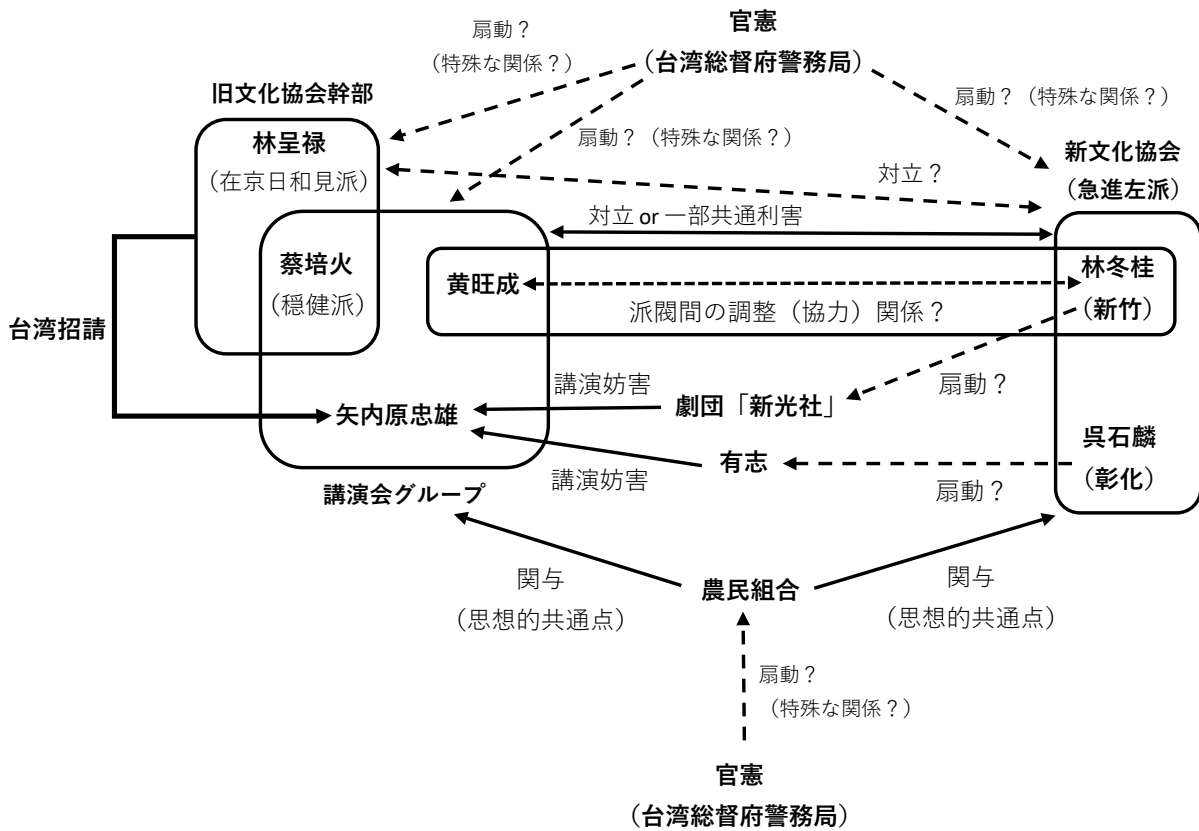 官憲
（台湾総督府警務局）
扇動？
（特殊な関係？）
扇動？（特殊な関係？）
扇動？（特殊な関係？）
旧文化協会幹部
林呈禄
（在京日和見派）
新文化協会
（急進左派）
対立？
対立 or 一部共通利害
蔡培火
（穏健派）
黄旺成
林冬桂
（新竹）
派閥間の調整（協力）関係？
台湾招請
扇動？
講演妨害
劇団「新光社」
矢内原忠雄
有志
呉石麟
（彰化）
講演妨害
扇動？
講演会グループ
関与
（思想的共通点）
農民組合
関与
（思想的共通点）
扇動？
（特殊な関係？）
官憲
（台湾総督府警務局）